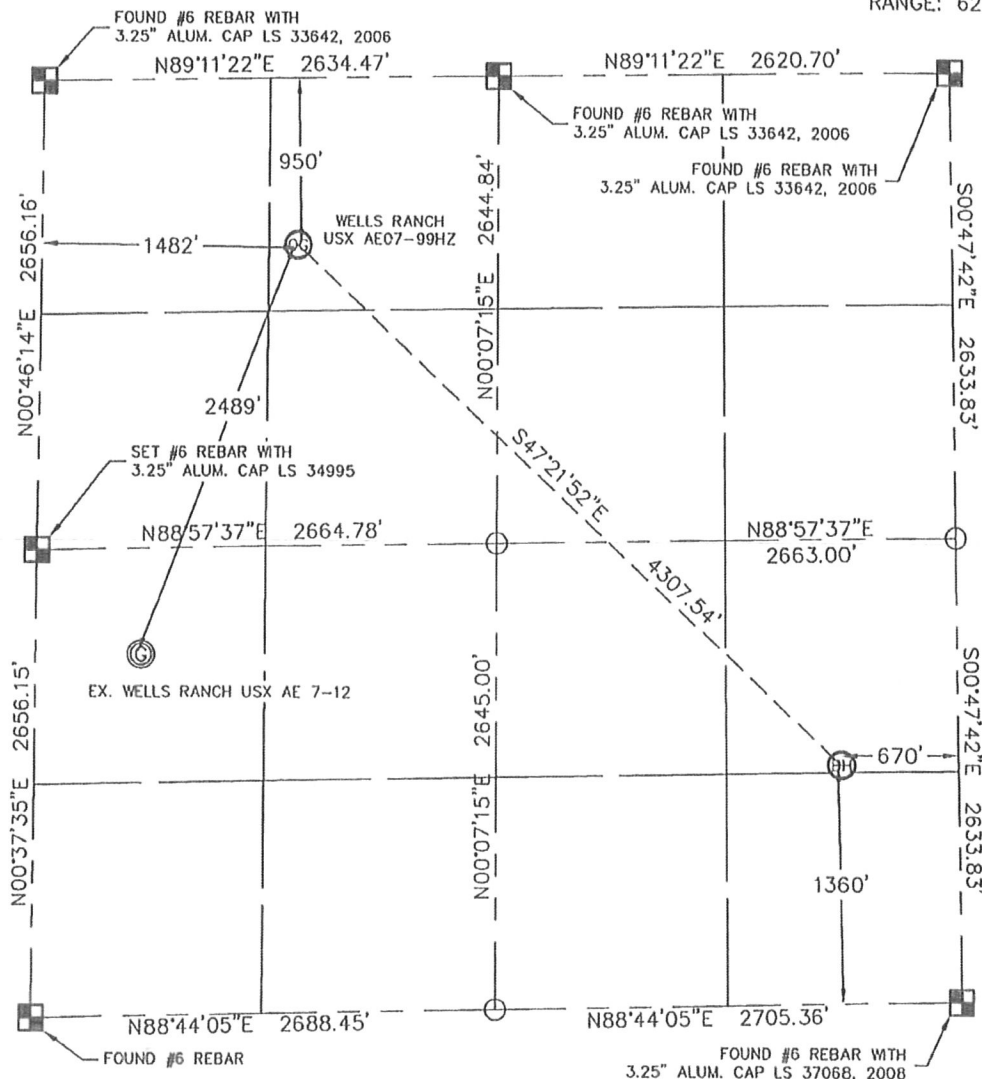 RANGE: 62
FOUND #6 REBAR WITH
3.25" ALUM. CAP LS 33642, 2006
N89°11'22"E 2634.47'
N89°11'22"E 2620.70'
FOUND #6 REBAR WITH
3.25" ALUM. CAP LS 33642, 2006
FOUND #6 REBAR WITH
3.25" ALUM. CAP LS 33642, 2006
950'
WELLS RANCH
USX AE07-99HZ
OG
1482'
N00°46'14"E 2656.16'
N00°07'15"E 2644.84'
S00°47'42"E 2633.83'
2489'
S47°21'52"E
4307.54'
SET #6 REBAR WITH
3.25" ALUM. CAP LS 34995
N88°57'37"E 2664.78'
N88°57'37"E
2663.00'
G
EX. WELLS RANCH USX AE 7-12
N00°37'35"E 2656.15'
N00°07'15"E 2645.00'
S00°47'42"E 2633.83'
BH
670'
1360'
N88°44'05"E 2688.45'
N88°44'05"E 2705.36'
FOUND #6 REBAR
FOUND #6 REBAR WITH
3.25" ALUM. CAP LS 37068, 2008